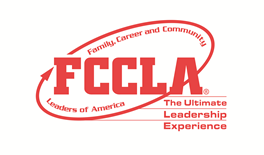 Family, Career and Community
FCCLA®
Leaders of America
The Ultimate
Leadership
Experience